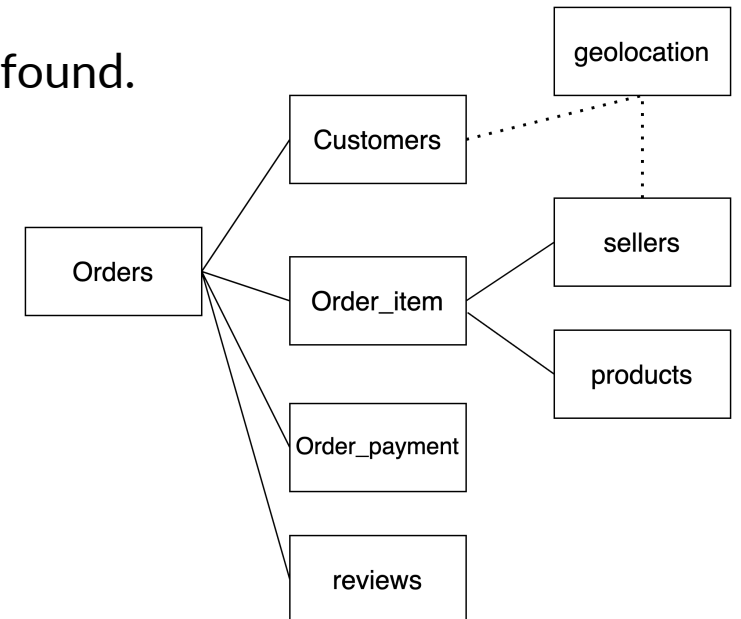 found.
geolocation
Customers
sellers
Orders
Order_item
products
Order_payment
reviews